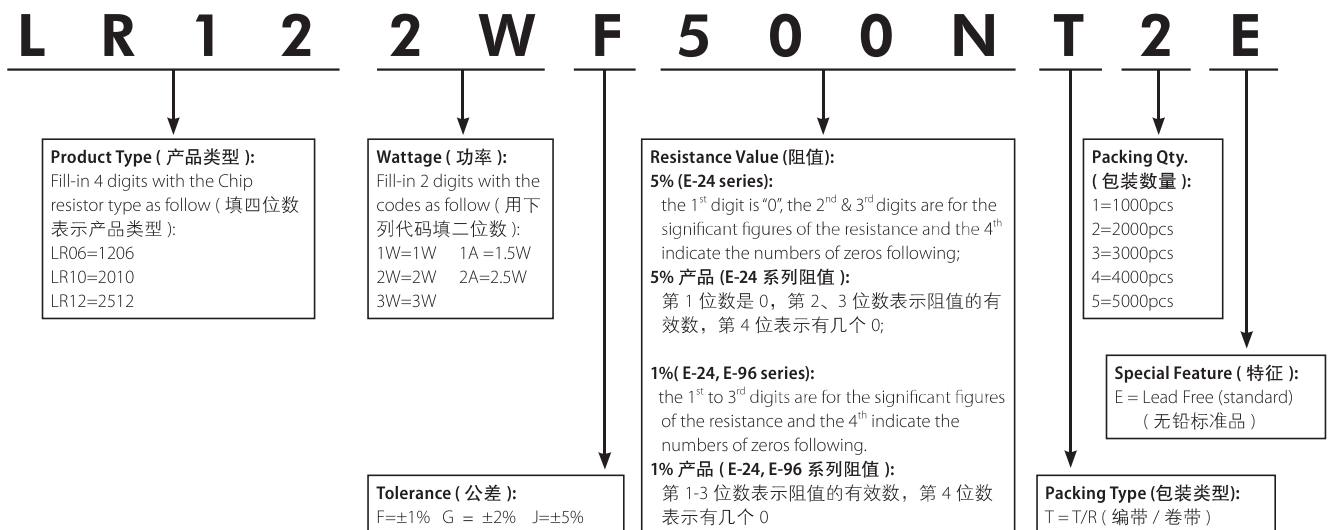 L R 1 2 2 W F 5 0 0 N T 2 E
Product Type ( 产品类型 ):
Fill-in 4 digits with the Chip
resistor type as follow ( 填四位数
表示产品类型 ):
LR06=1206
LR10=2010
LR12=2512
Wattage ( 功率 ):
Fill-in 2 digits with the
codes as follow ( 用下
列代码填二位数 ):
1W=1W 1A =1.5W
2W=2W 2A=2.5W
3W=3W
Tolerance ( 公差 ):
F=±1% G = ±2% J=±5%
Resistance Value (阻值):
5% (E-24 series):
the 1st digit is “0”, the 2nd & 3rd digits are for the
significant figures of the resistance and the 4th
indicate the numbers of zeros following;
5% 产品 (E-24 系列阻值 ):
第 1 位数是 0，第 2、3 位数表示阻值的有
效数，第 4 位表示有几个 0;
1%( E-24, E-96 series):
the 1st to 3rd digits are for the significant figures
of the resistance and the 4th indicate the
numbers of zeros following.
1% 产品 ( E-24, E-96 系列阻值 ):
第 1-3 位数表示阻值的有效数，第 4 位数
表示有几个 0
Packing Qty.
( 包装数量 ):
1=1000pcs
2=2000pcs
3=3000pcs
4=4000pcs
5=5000pcs
Special Feature ( 特征 ):
E = Lead Free (standard)
( 无铅标准品 )
Packing Type (包装类型):
T = T/R ( 编带 / 卷带 )